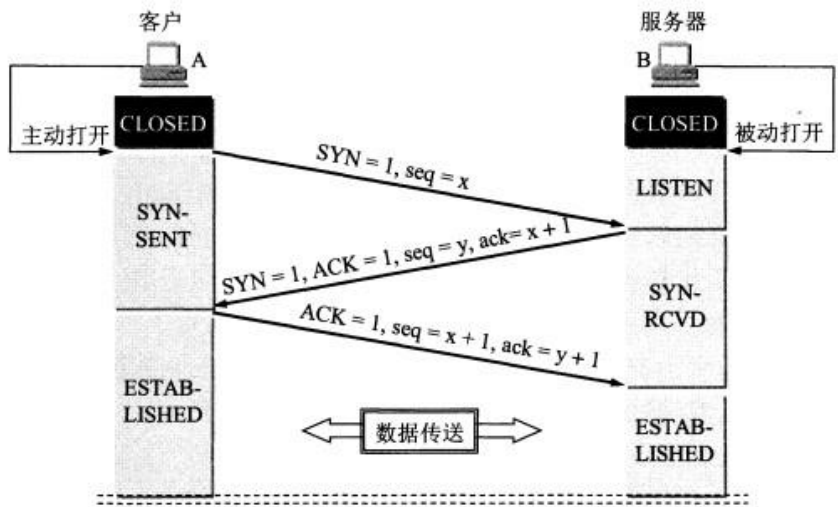 客户
服务器
A
B
CLOSED
CLOSED
主动打开
被动打开
SYN = 1, seq = x
LISTEN
SYN-
SENT
SYN = 1, ACK = 1, seq = y, ack= x + 1
SYN-
RCVD
ACK = 1, seq = x + 1, ack = y + 1
ESTAB-
LISHED
数据传送
ESTAB-
LISHED